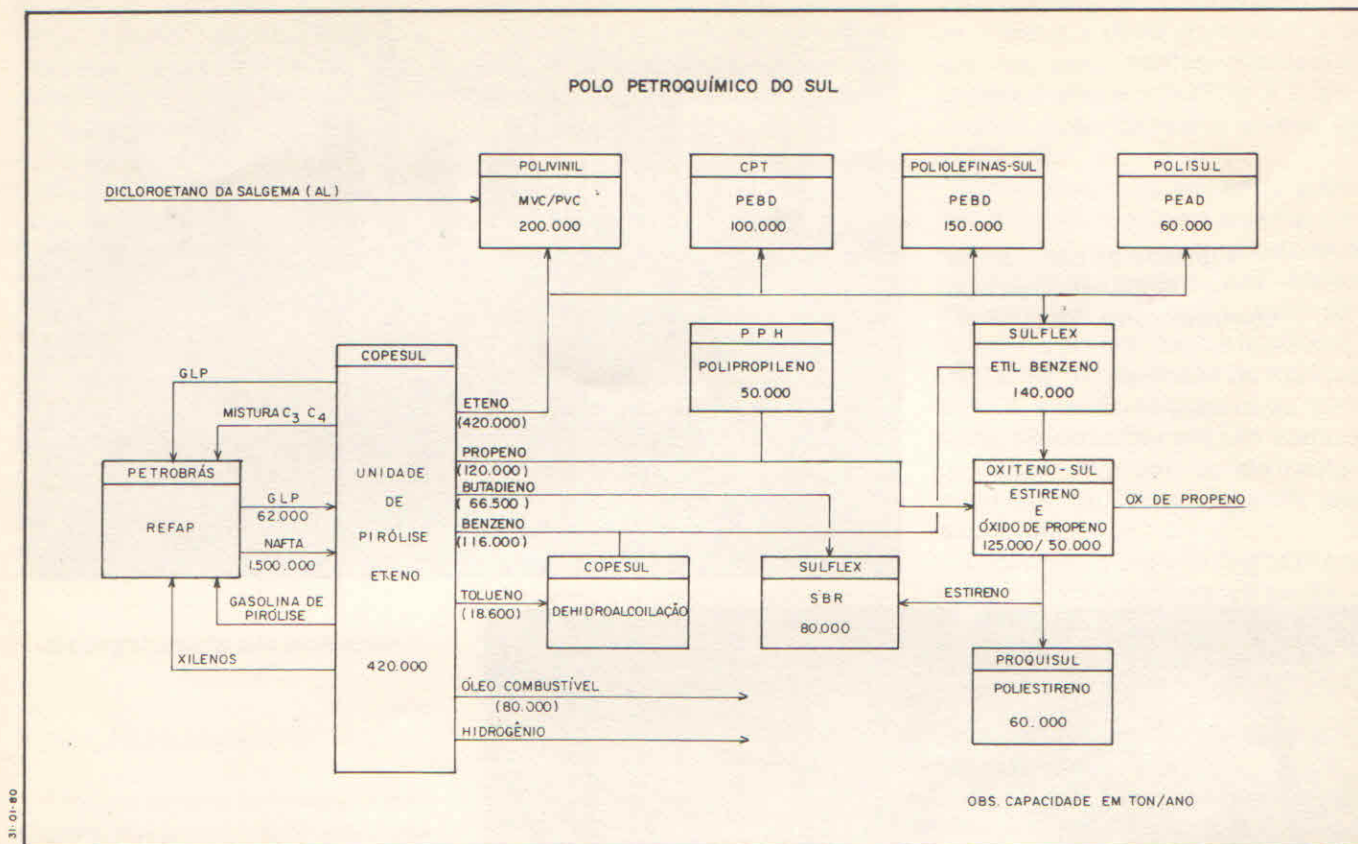 POLO PETROQUÍMICO DO SUL
DICLOROETANO DA SALGEMA (AL)
POLIVINIL
MVC/PVC
200.000
CPT
PEBD
100.000
POLIOLEFINAS-SUL
PEBD
150.000
POLISUL
PEAD
60.000
PPH
POLIPROPILENO
50.000
SULFLEX
ETIL BENZENO
140.000
COPESUL
UNIDADE
DE
PIRÓLISE
ETENO
420.000
GLP
MISTURA C3 C4
PETROBRÁS
REFAP
GLP
62.000
NAFTA
1.500.000
GASOLINA DE
PIRÓLISE
XILENOS
ETENO
(420.000)
PROPENO
(120.000)
BUTADIENO
(66.500)
BENZENO
(116.000)
TOLUENO
(18.600)
ÓLEO COMBUSTÍVEL
(80.000)
HIDROGÊNIO
COPESUL
DEHIDROALCOILAÇÃO
SULFLEX
SBR
80.000
OXITENO-SUL
ESTIRENO
E
ÓXIDO DE PROPENO
125.000/50.000
OX DE PROPENO
ESTIRENO
PROQUISUL
POLIESTIRENO
60.000
OBS. CAPACIDADE EM TON/ANO
31-01-80